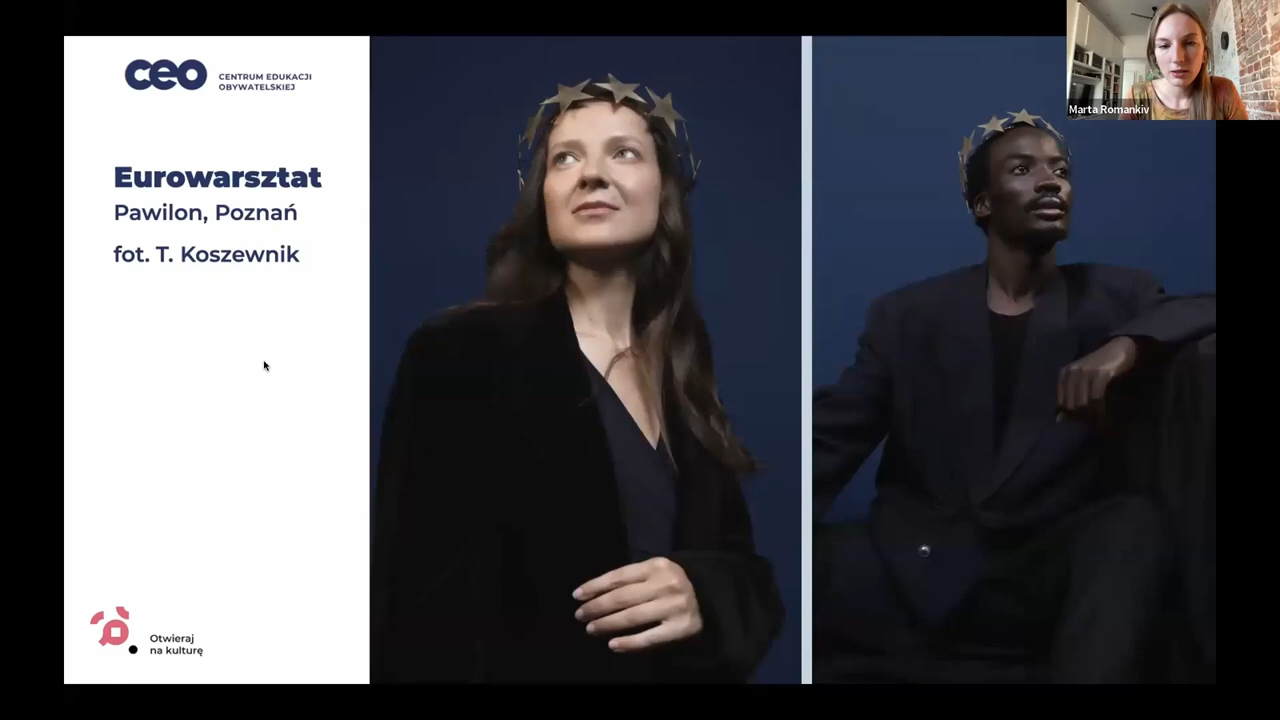 ceo
CENTRUM EDUKACJI
OBYWATELSKIEJ
Eurowarsztat
Pawilon, Poznań
fot. T. Koszewnik
Otwieraj
na kulturę
Marta Romankiv